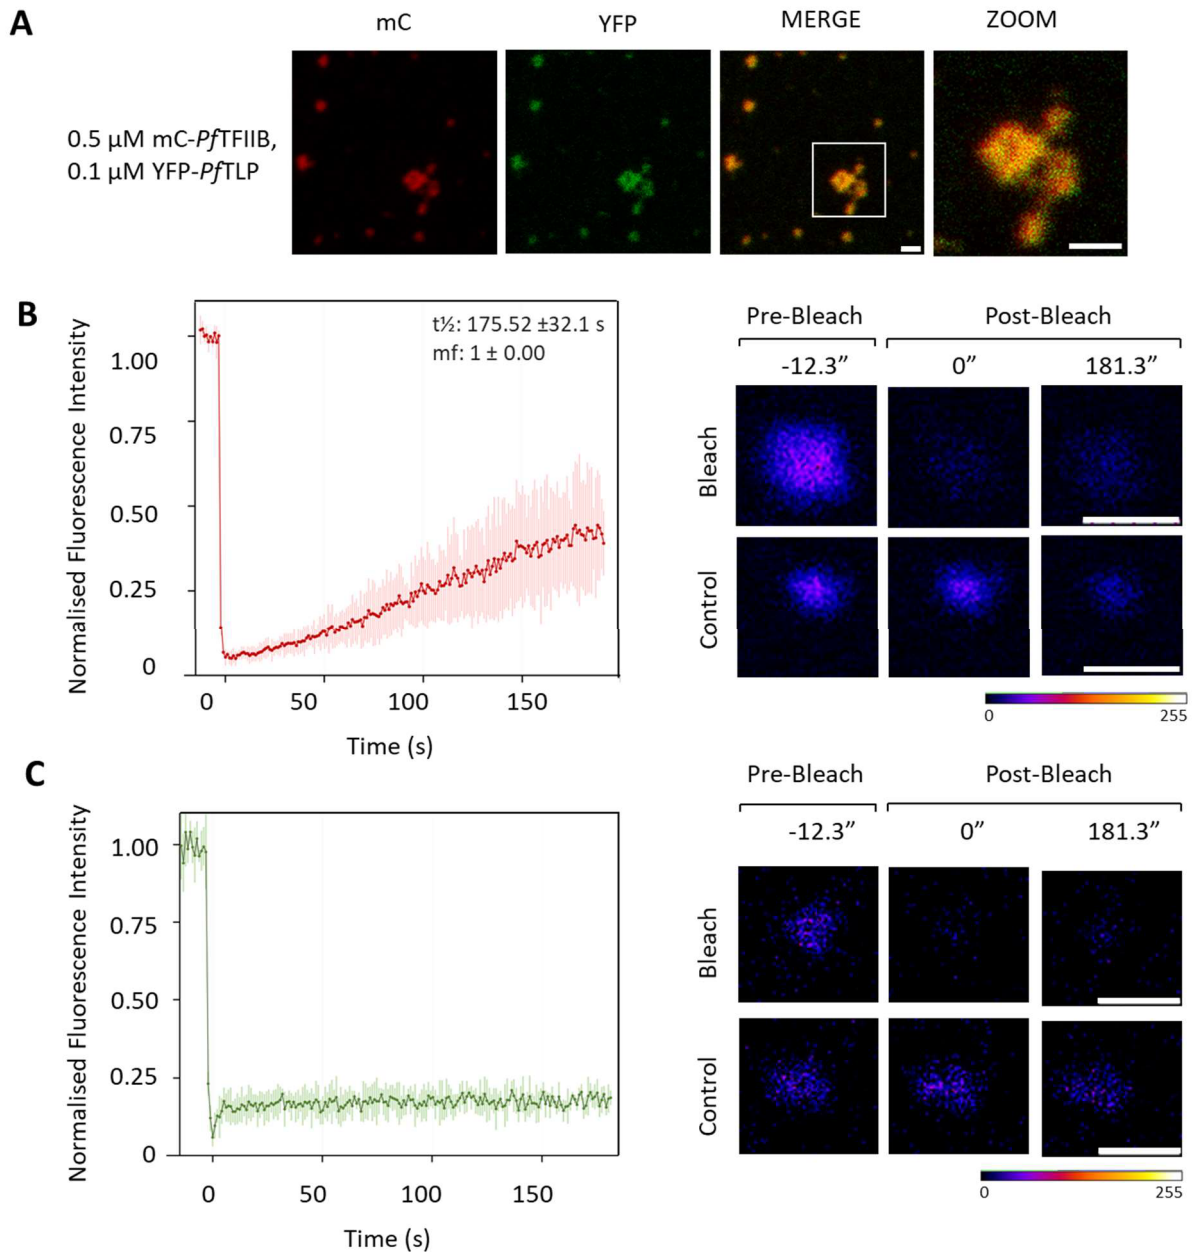 A
mC
YFP
MERGE
ZOOM
0.5 µM mC-PfTFIIB,
0.1 µM YFP-PfTLP
B
Normalised Fluorescence Intensity
1.00
0.75
0.50
0.25
0
t½: 175.52 ±32.1 s
mf: 1 ± 0.00
0
50
100
150
Time (s)
Pre-Bleach
Post-Bleach
-12.3”
0”
181.3”
Bleach
Control
0
255
C
Normalised Fluorescence Intensity
1.00
0.75
0.50
0.25
0
0
50
100
150
Time (s)
Pre-Bleach
Post-Bleach
-12.3”
0”
181.3”
Bleach
Control
0
255